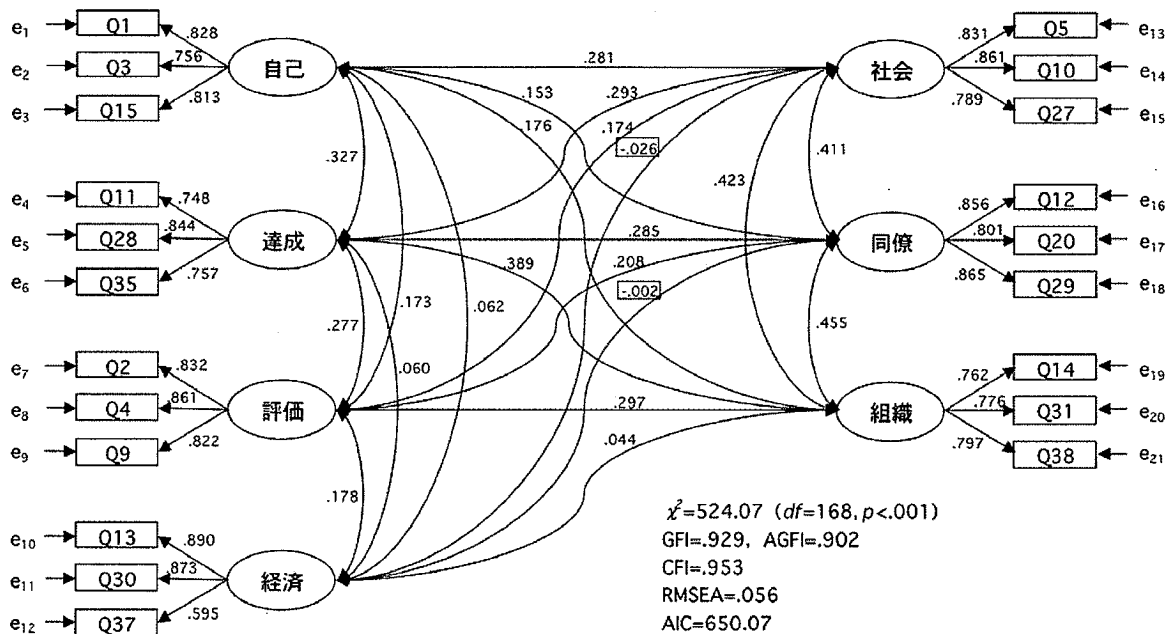 e₁ Q1 .828
e₂ Q3 .756 自己
e₃ Q15 .813
e₄ Q11 .748
e₅ Q28 .844 達成
e₆ Q35 .757
e₇ Q2 .832
e₈ Q4 .861 評価
e₉ Q9 .822
e₁₀ Q13 .890
e₁₁ Q30 .873 経済
e₁₂ Q37 .595
.327
.277
.178
.173
.060
.062
.281
.153
.293
.176
.174
-.026
.285
.389
.208
-.002
.297
.044
.423
.411
.455
.831 Q5 e₁₃
社会 .861 Q10 e₁₄
.789 Q27 e₁₅
.856 Q12 e₁₆
同僚 .801 Q20 e₁₇
.865 Q29 e₁₈
.762 Q14 e₁₉
組織 .776 Q31 e₂₀
.797 Q38 e₂₁
χ²=524.07 (df=168, p<.001)
GFI=.929, AGFI=.902
CFI=.953
RMSEA=.056
AIC=650.07